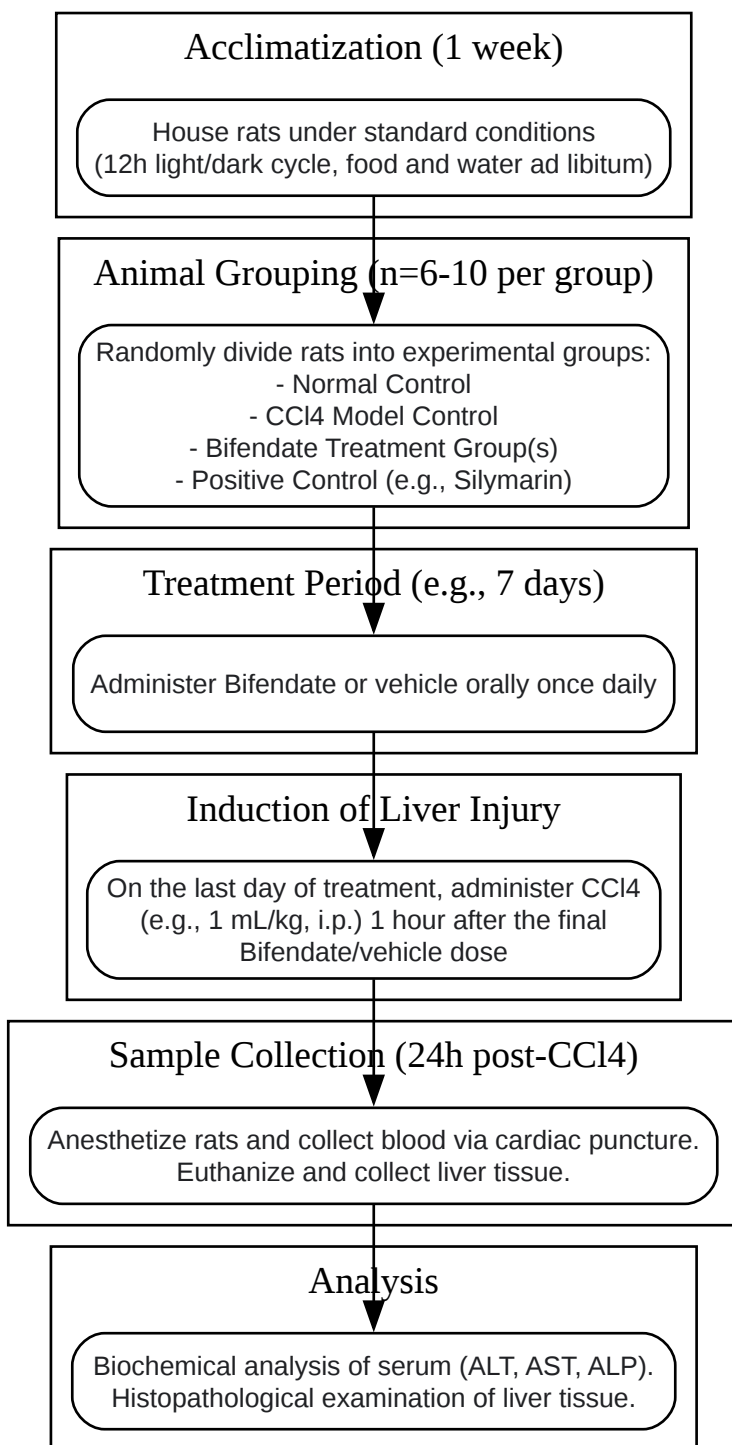 Acclimatization (1 week)
House rats under standard conditions
(12h light/dark cycle, food and water ad libitum)
Animal Grouping (n=6-10 per group)
Randomly divide rats into experimental groups:
- Normal Control
- CCl4 Model Control
- Bifendate Treatment Group(s)
- Positive Control (e.g., Silymarin)
Treatment Period (e.g., 7 days)
Administer Bifendate or vehicle orally once daily
Induction of Liver Injury
On the last day of treatment, administer CCl4
(e.g., 1 mL/kg, i.p.) 1 hour after the final
Bifendate/vehicle dose
Sample Collection (24h post-CCl4)
Anesthetize rats and collect blood via cardiac puncture.
Euthanize and collect liver tissue.
Analysis
Biochemical analysis of serum (ALT, AST, ALP).
Histopathological examination of liver tissue.